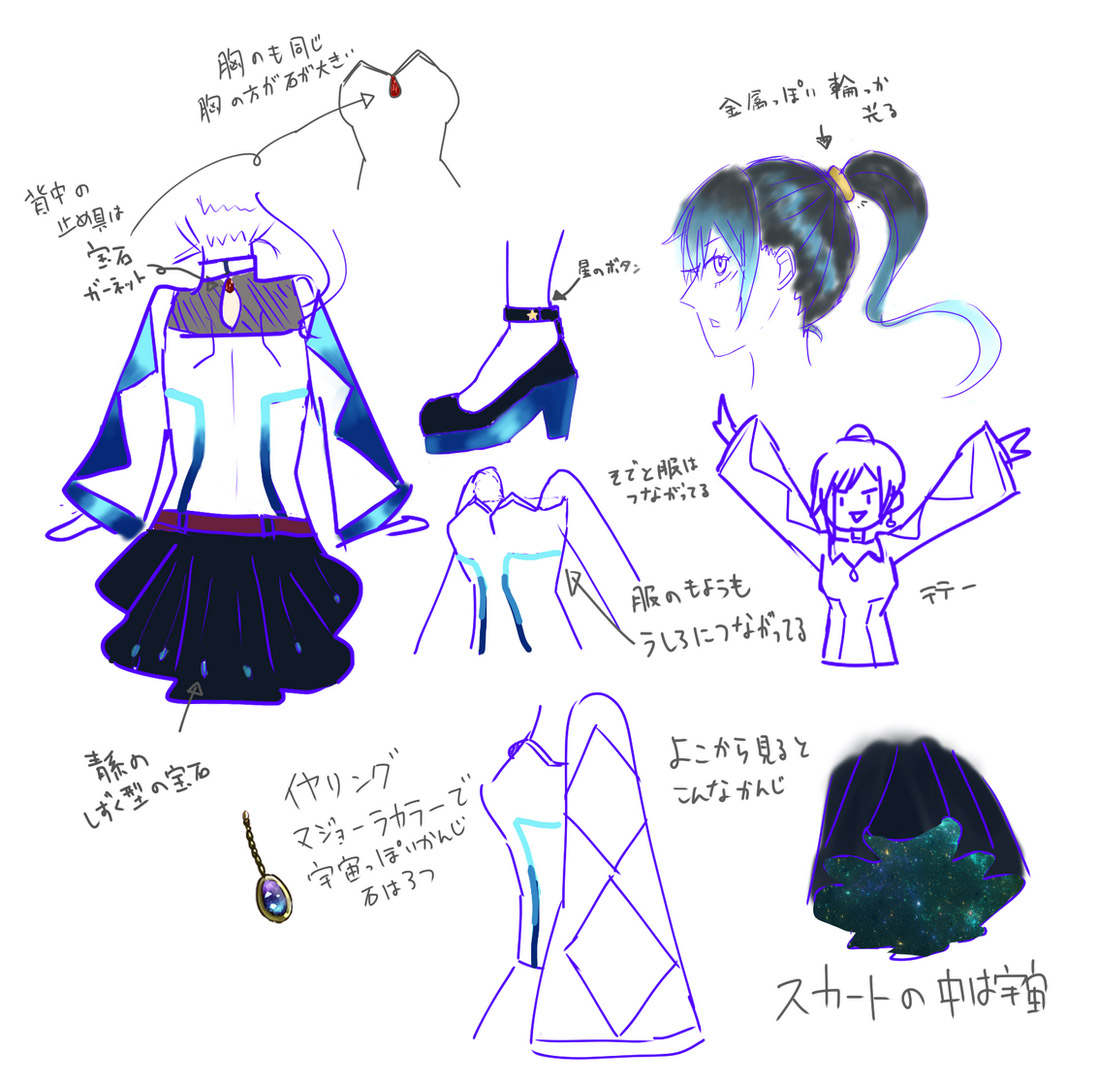 胸のも同じ
胸の方が石が大きい
金属っぽい輪っか
光る
背中の
止め具は
宝石
ガーネット
星のボタン
そでと服は
つながってる
服のもようも
うしろにつながってる
テテー
青系の
しずく型の宝石
イヤリング
マジョーラカラーで
宇宙っぽいかんじ
石は3つ
よこから見ると
こんなかんじ
スカートの中は宇宙